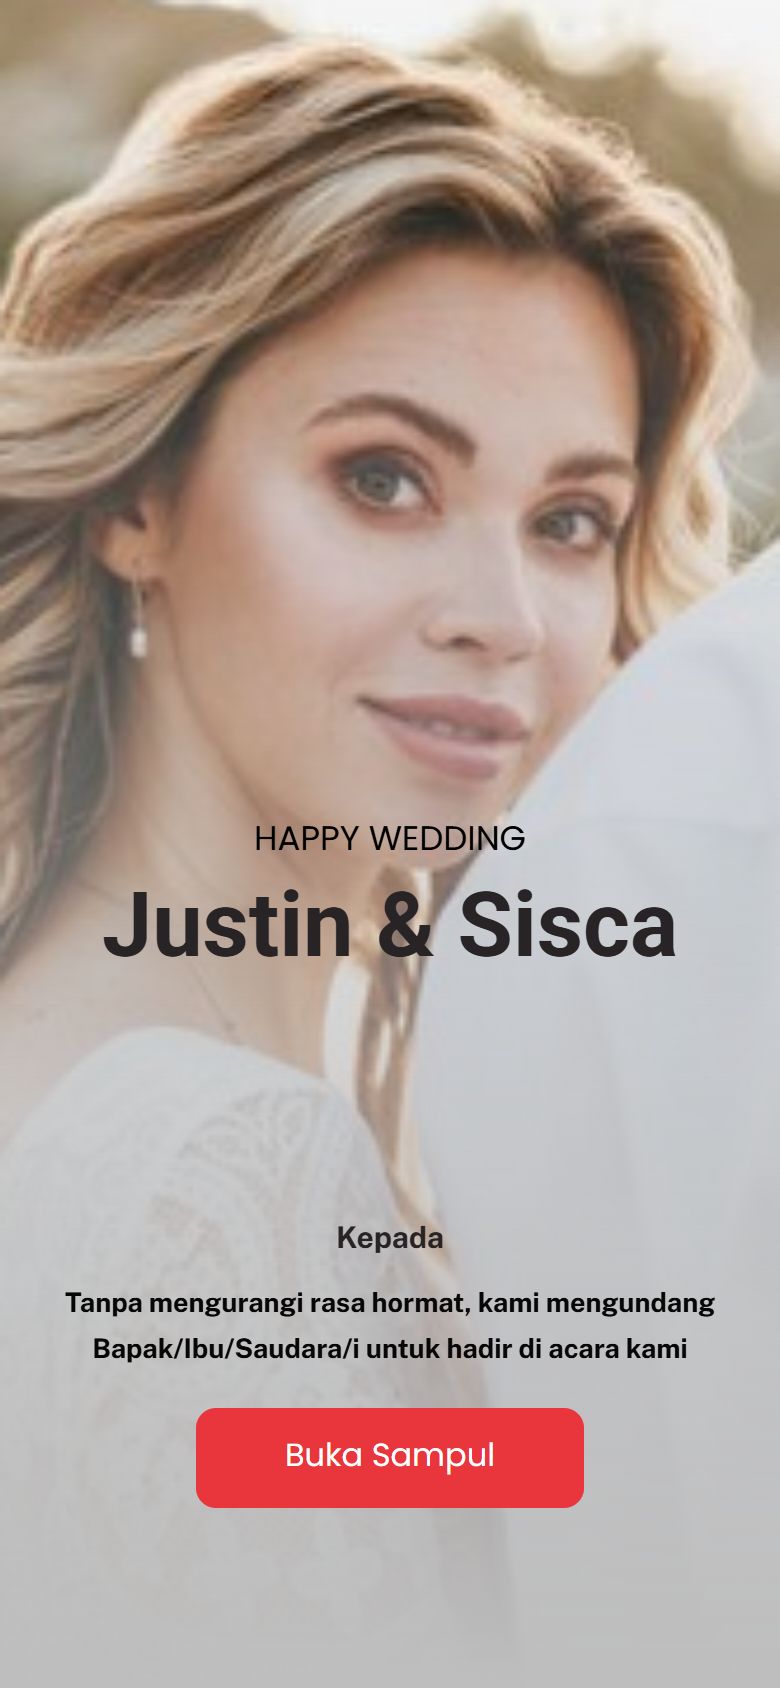 HAPPY WEDDING
Justin & Sisca
Kepada
Tanpa mengurangi rasa hormat, kami mengundang
Bapak/Ibu/Saudara/i untuk hadir di acara kami
Buka Sampul